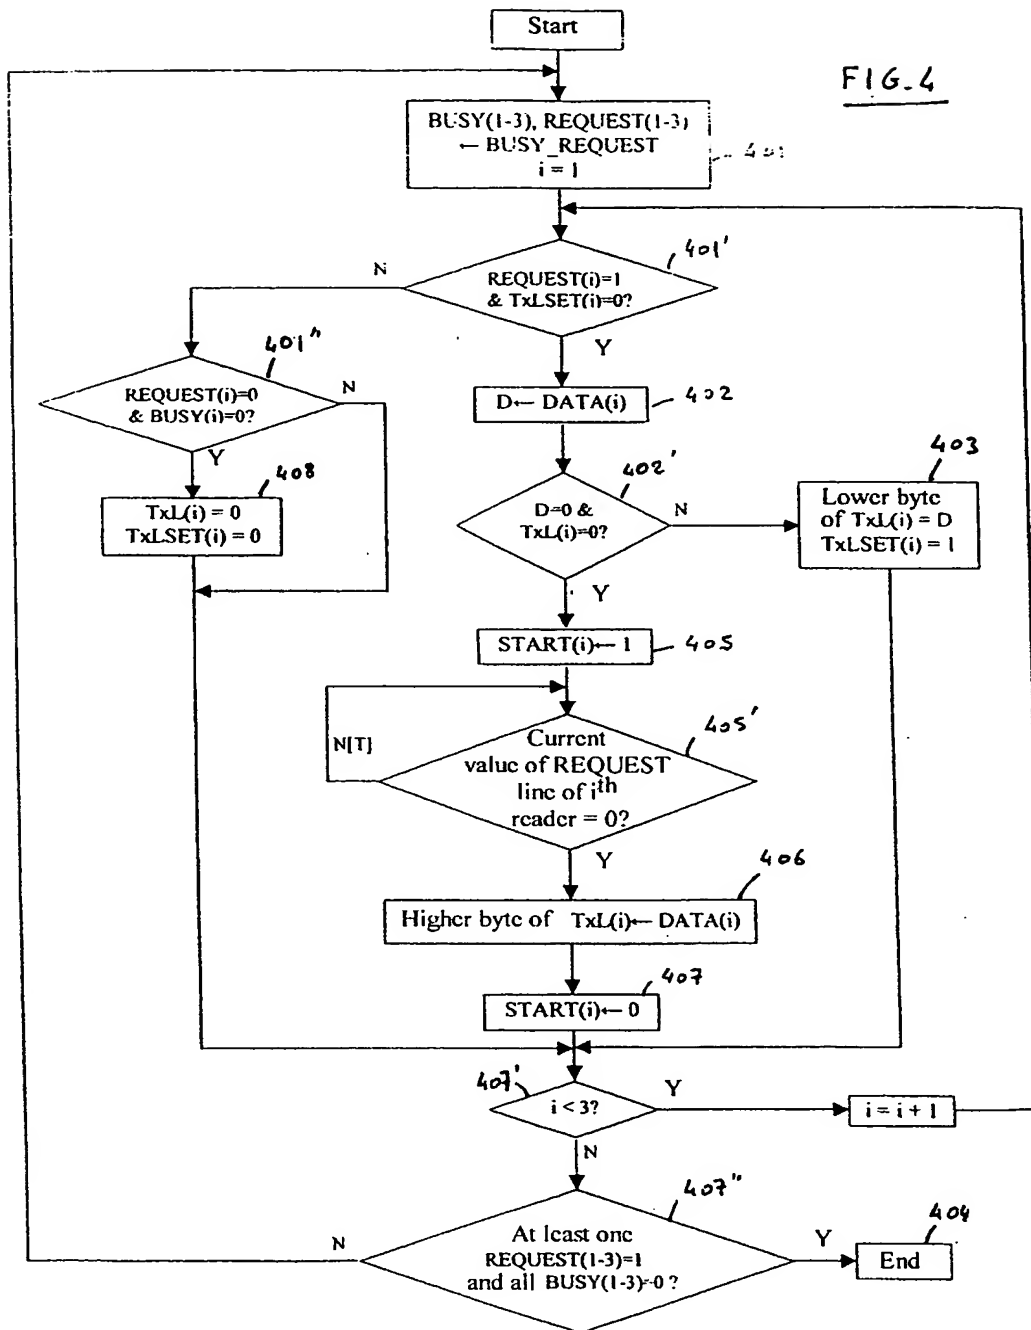 Start
FIG.4
BUSY(1-3), REQUEST(1-3)
← BUSY_REQUEST
i = 1
401
401'
N
REQUEST(i)=1
& TxLSET(i)=0?
Y
401"
REQUEST(i)=0
& BUSY(i)=0?
N
Y
D← DATA(i)
402
408
TxL(i) = 0
TxLSET(i) = 0
402'
D=0 &
TxL(i)=0?
N
Y
403
Lower byte
of TxL(i) = D
TxLSET(i) = 1
START(i)← 1
405
N[T]
405'
Current
value of REQUEST
line of ith
reader = 0?
Y
406
Higher byte of TxL(i)← DATA(i)
407
START(i)← 0
407'
i < 3?
Y
i = i + 1
N
407"
At least one
REQUEST(1-3)=1
and all BUSY(1-3)=0 ?
N
Y
404
End